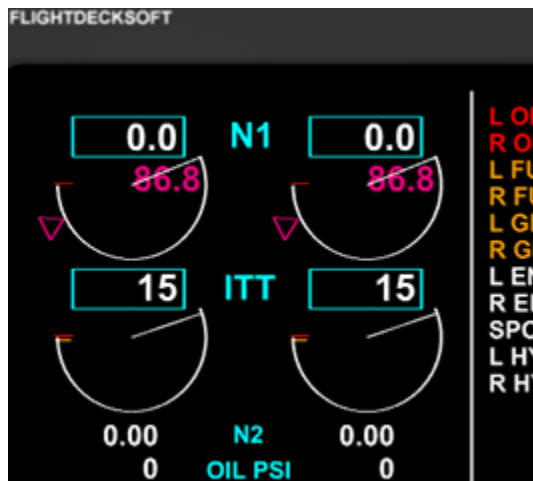 FLIGHTDECKSOFT
0.0 N1 0.0
86.8 86.8
15 ITT 15
0.00 N2 0.00
0 OIL PSI 0
L
R
L
R
L
R
L
R
L
R